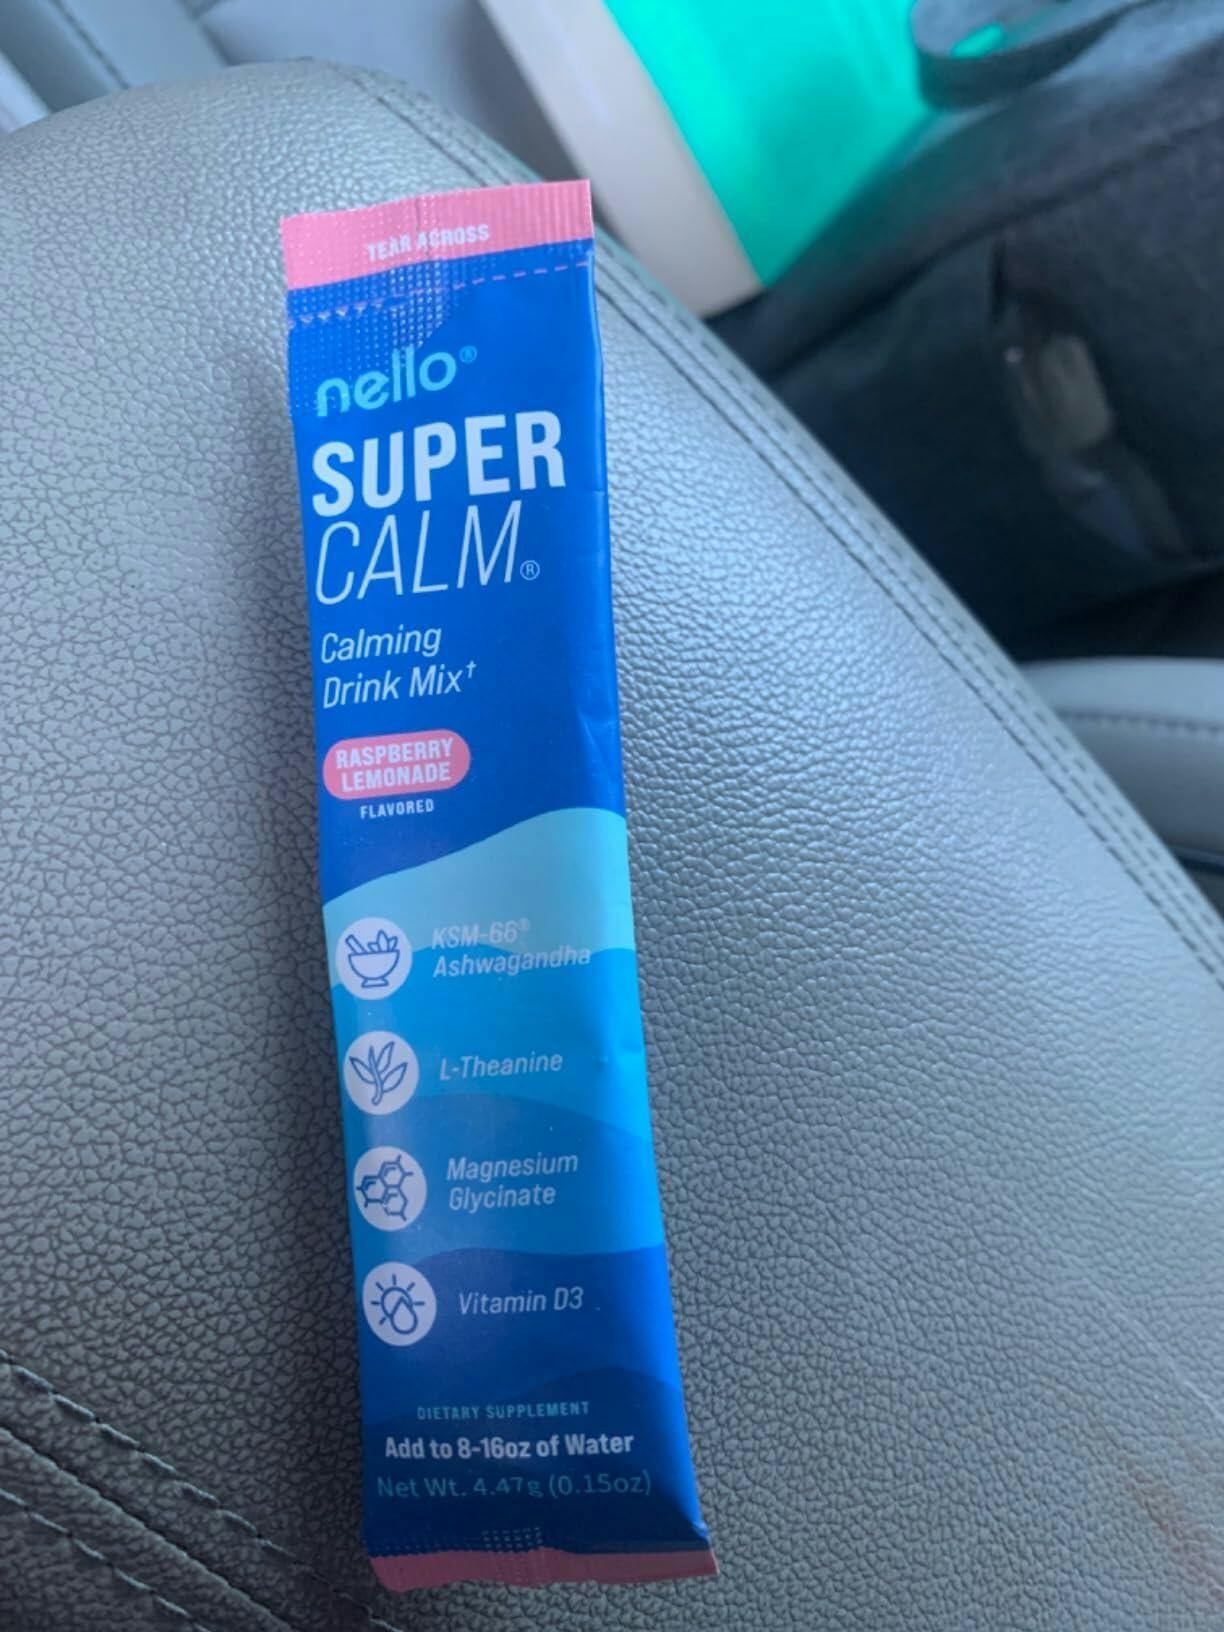 TEAR ACROSS
nello®
SUPER
CALM®
Calming
Drink Mix†
RASPBERRY
LEMONADE
FLAVORED
KSM-66®
Ashwagandha
L-Theanine
Magnesium
Glycinate
Vitamin D3
DIETARY SUPPLEMENT
Add to 8-16oz of Water
Net Wt. 4.47g (0.15oz)